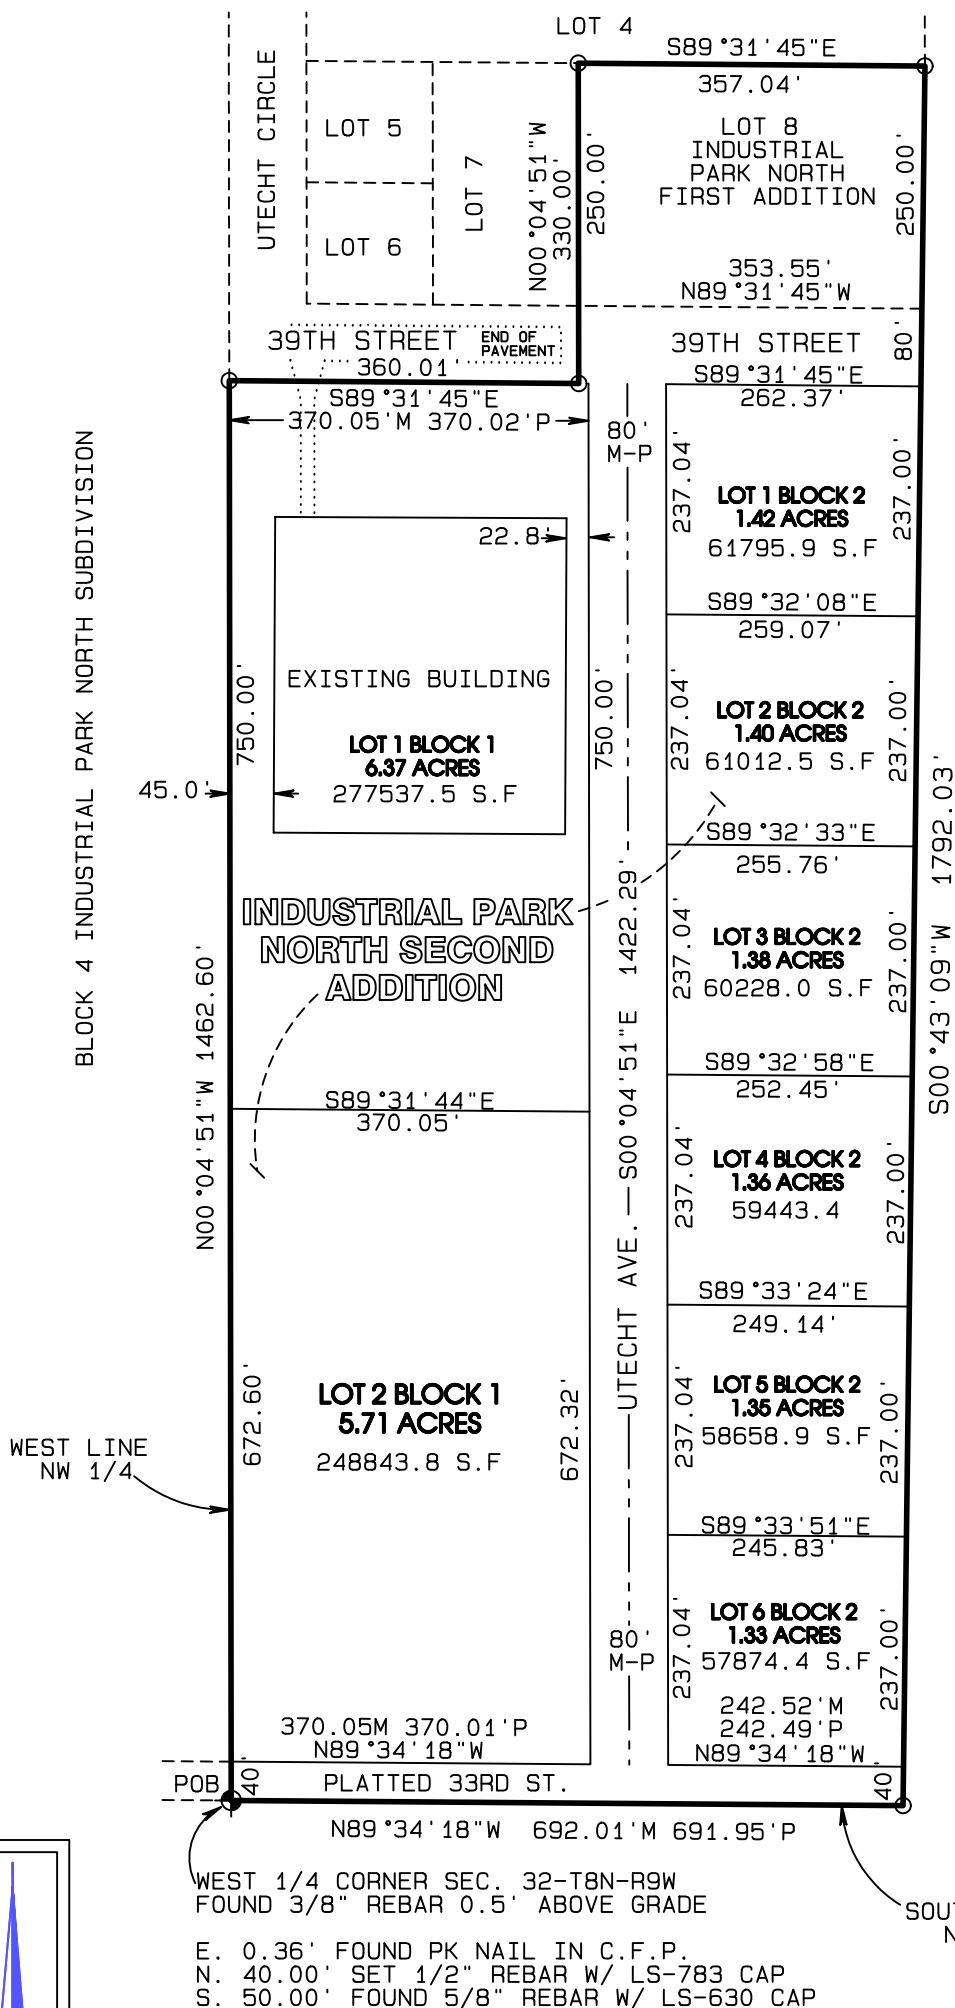 LOT 4
S89°31'45"E
357.04'
UTECHT CIRCLE
LOT 5
LOT 6
LOT 7
N00°04'51"W
330.00'
250.00'
LOT 8
INDUSTRIAL
PARK NORTH
FIRST ADDITION
250.00'
353.55'
N89°31'45"W
39TH STREET
END OF
PAVEMENT
39TH STREET
80'
360.01'
S89°31'45"E
370.05'M 370.02'P
S89°31'45"E
262.37'
80'
M-P
BLOCK 4 INDUSTRIAL PARK NORTH SUBDIVISION
237.04'
LOT 1 BLOCK 2
1.42 ACRES
61795.9 S.F
237.00'
22.8'
S89°32'08"E
259.07'
EXISTING BUILDING
750.00'
750.00'
LOT 1 BLOCK 1
6.37 ACRES
277537.5 S.F
45.0'
237.04'
LOT 2 BLOCK 2
1.40 ACRES
61012.5 S.F
237.00'
S89°32'33"E
255.76'
S00°43'09"W 1792.03'
INDUSTRIAL PARK
NORTH SECOND
ADDITION
237.04'
LOT 3 BLOCK 2
1.38 ACRES
60228.0 S.F
237.00'
N00°04'51"W 1462.60'
UTECHT AVE. S00°04'51"E 1422.29'
S89°32'58"E
252.45'
S89°31'44"E
370.05'
237.04'
LOT 4 BLOCK 2
1.36 ACRES
59443.4
237.00'
S89°33'24"E
249.14'
672.60'
LOT 2 BLOCK 1
5.71 ACRES
248843.8 S.F
672.32'
237.04'
LOT 5 BLOCK 2
1.35 ACRES
58658.9 S.F
237.00'
WEST LINE
NW 1/4
S89°33'51"E
245.83'
80'
M-P
237.04'
LOT 6 BLOCK 2
1.33 ACRES
57874.4 S.F
237.00'
242.52'M
242.49'P
N89°34'18"W
370.05M 370.01'P
N89°34'18"W
POB
40'
PLATTED 33RD ST.
40'
N89°34'18"W 692.01'M 691.95'P
WEST 1/4 CORNER SEC. 32-T8N-R9W
FOUND 3/8" REBAR 0.5' ABOVE GRADE
SOUT
N
E. 0.36' FOUND PK NAIL IN C.F.P.
N. 40.00' SET 1/2" REBAR W/ LS-783 CAP
S. 50.00' FOUND 5/8" REBAR W/ LS-630 CAP